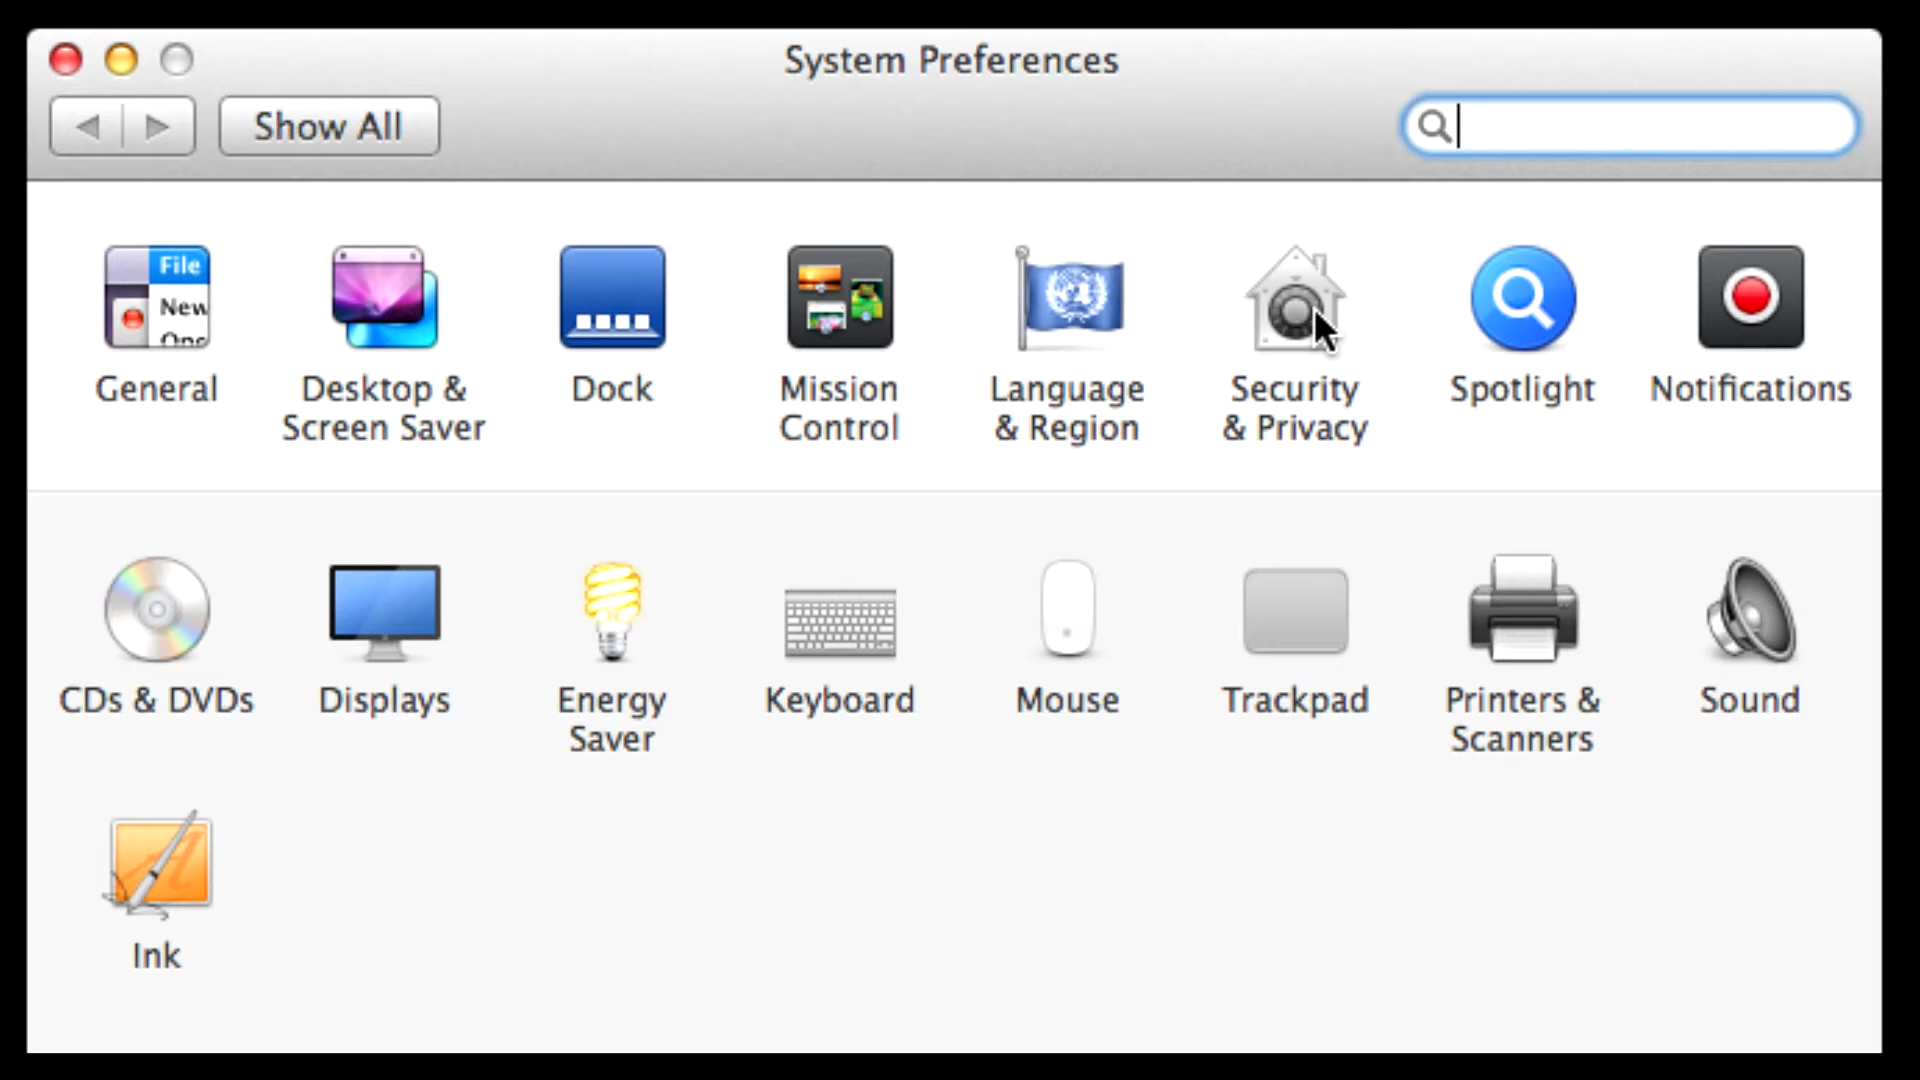 System Preferences
Show All
File
New
General
Desktop &
Screen Saver
Dock
Mission
Control
Language
& Region
Security
& Privacy
Spotlight
Notifications
CDs & DVDs
Displays
Energy
Saver
Keyboard
Mouse
Trackpad
Printers &
Scanners
Sound
Ink